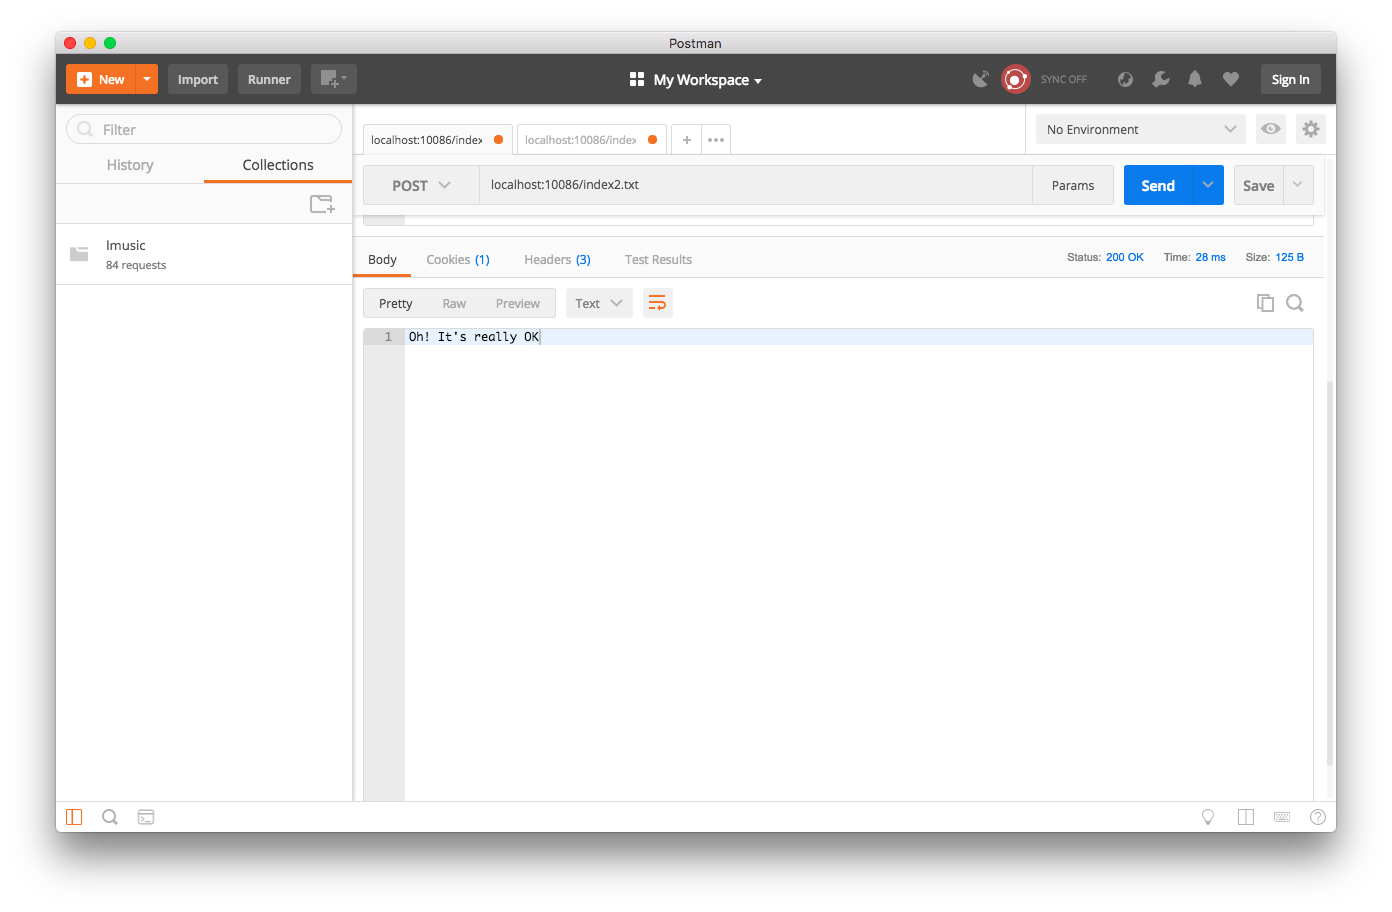 Postman
New
Import
Runner
My Workspace
SYNC OFF
Sign In
Filter
History
Collections
lmusic
84 requests
localhost:10086/index
localhost:10086/index
+
No Environment
POST
localhost:10086/index2.txt
Params
Send
Save
Body
Cookies (1)
Headers (3)
Test Results
Status: 200 OK
Time: 28 ms
Size: 125 B
Pretty
Raw
Preview
Text
1
Oh! It's really OK